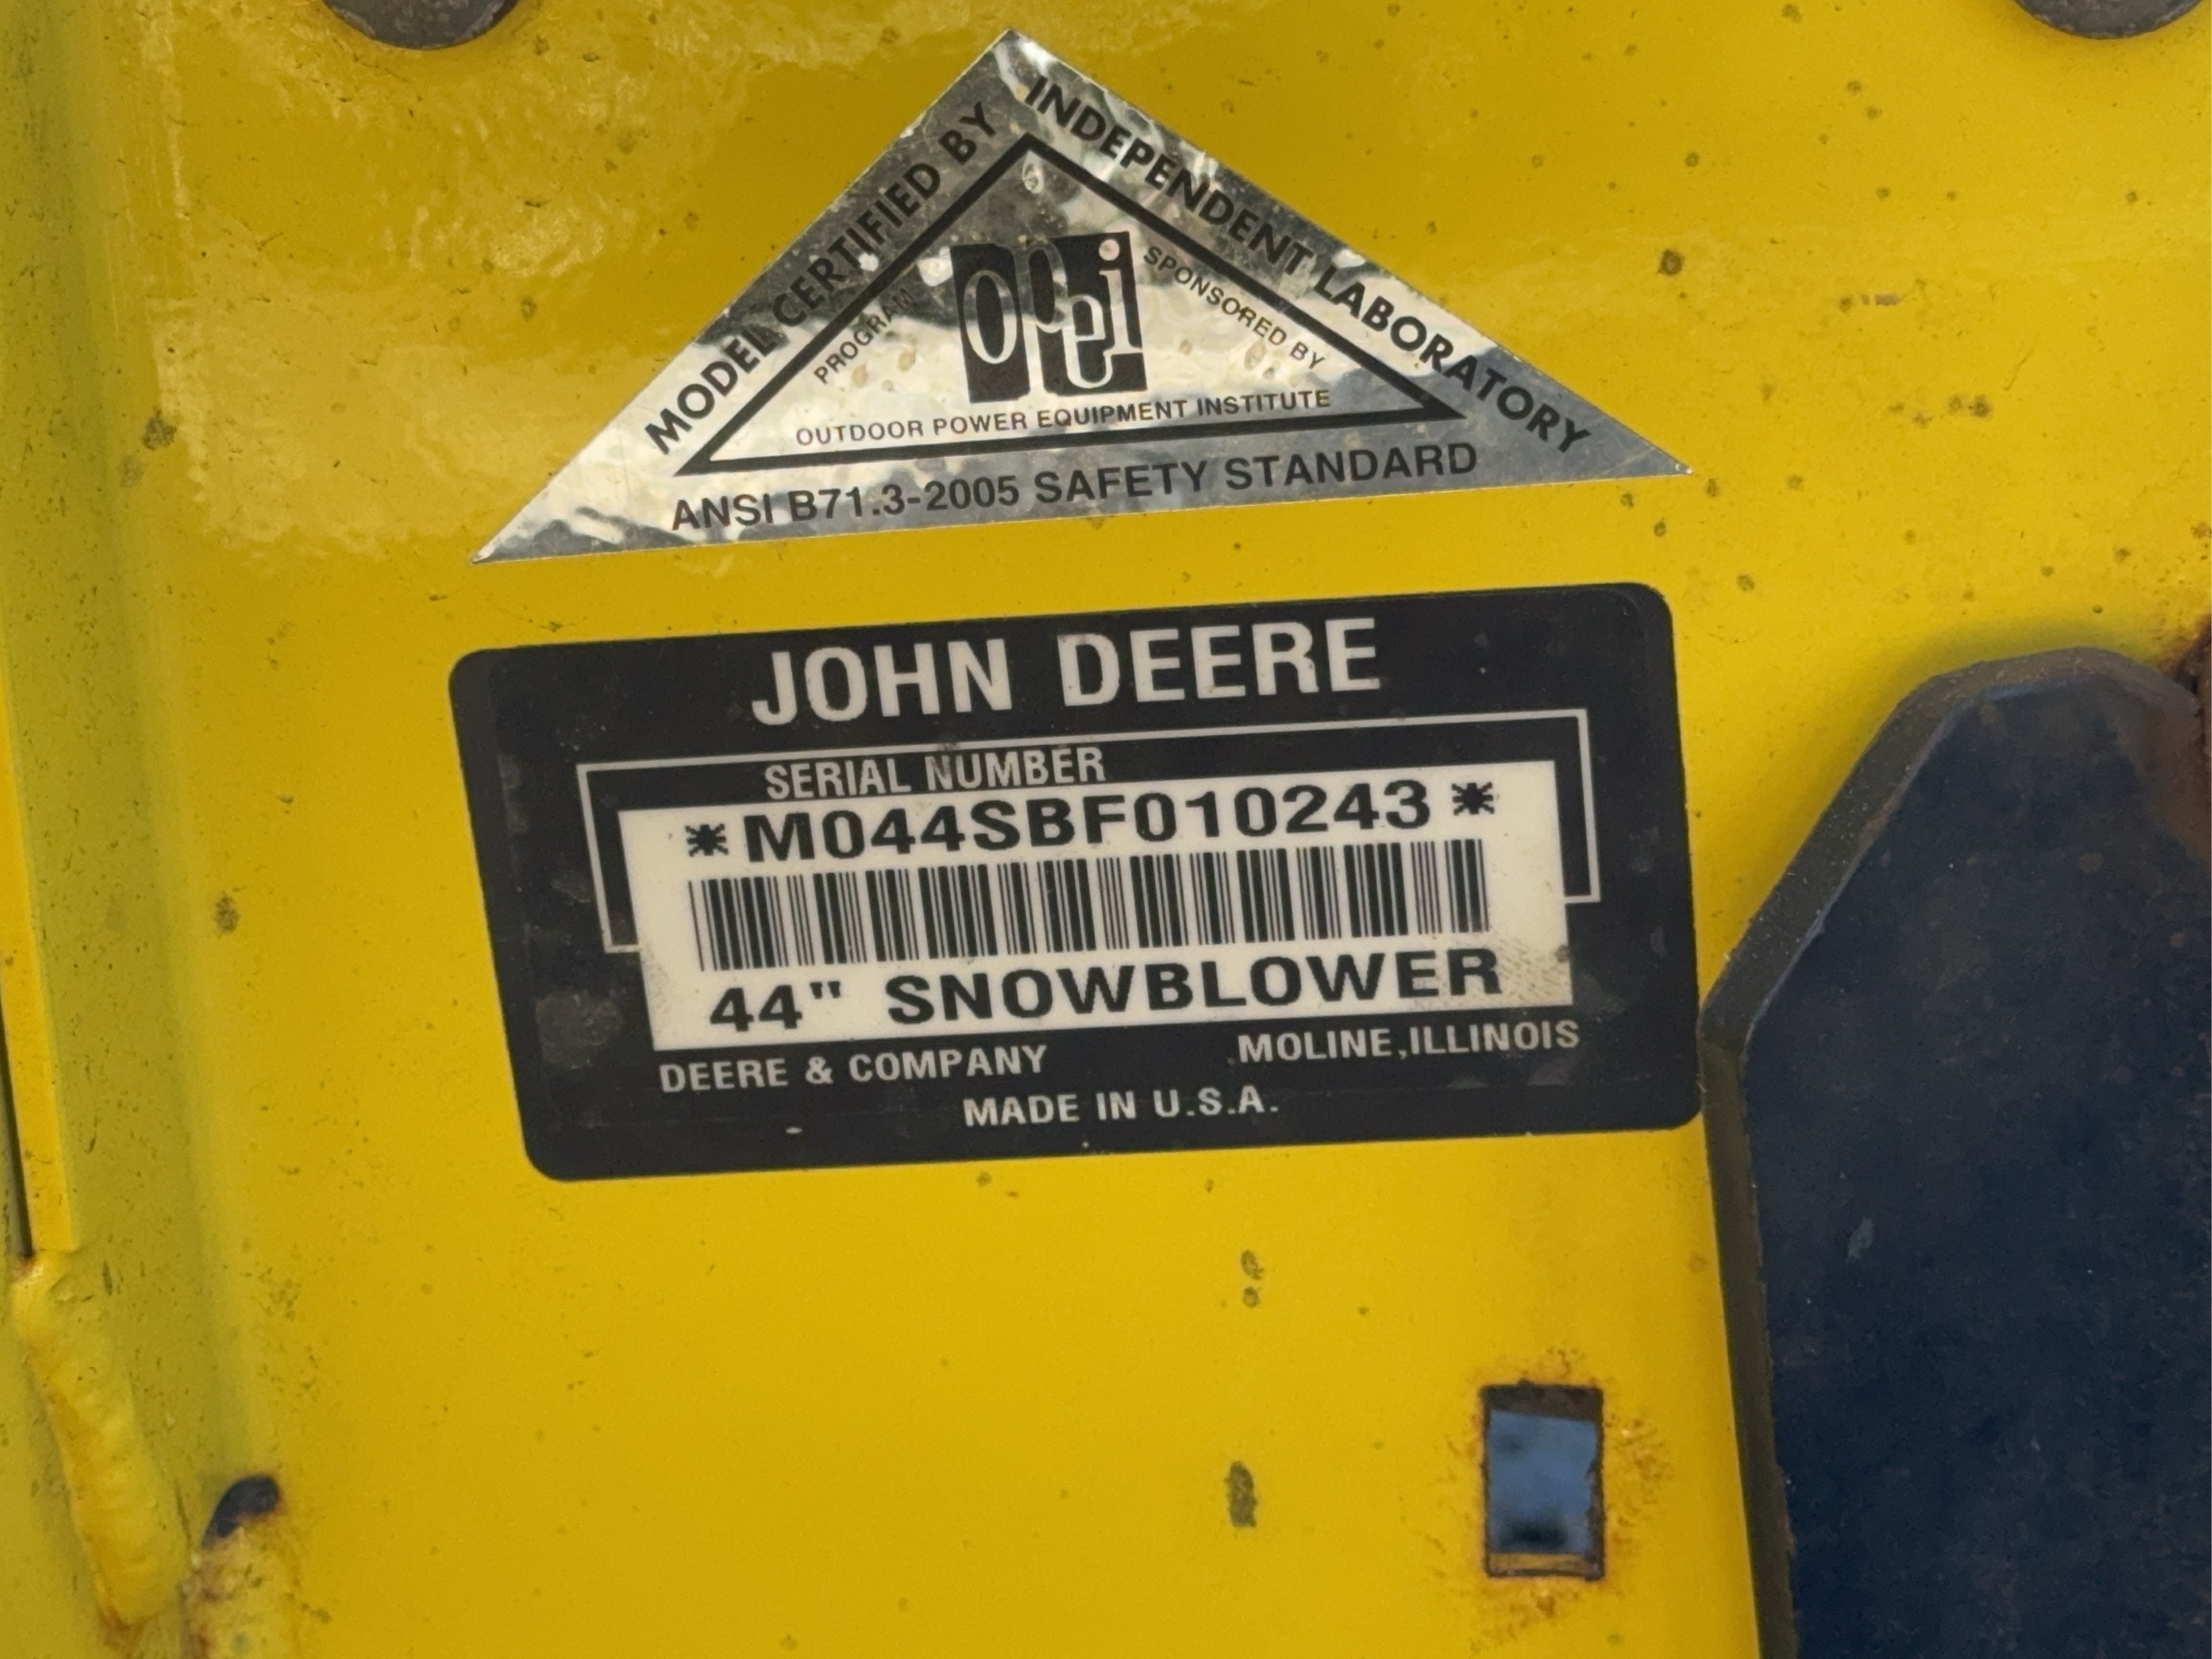 MODEL CERTIFIED BY
INDEPENDENT LABORATORY
PROGRAM
opei
SPONSORED BY
OUTDOOR POWER EQUIPMENT INSTITUTE
ANSI B71.3-2005 SAFETY STANDARD
JOHN DEERE
SERIAL NUMBER
*M044SBF010243*
44" SNOWBLOWER
DEERE & COMPANY MOLINE,ILLINOIS
MADE IN U.S.A.